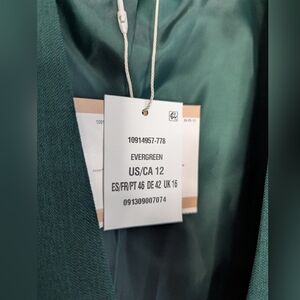 10914957-778
EVERGREEN
US/CA 12
ES/FR/PT 46 DE 42 UK 16
091309007074